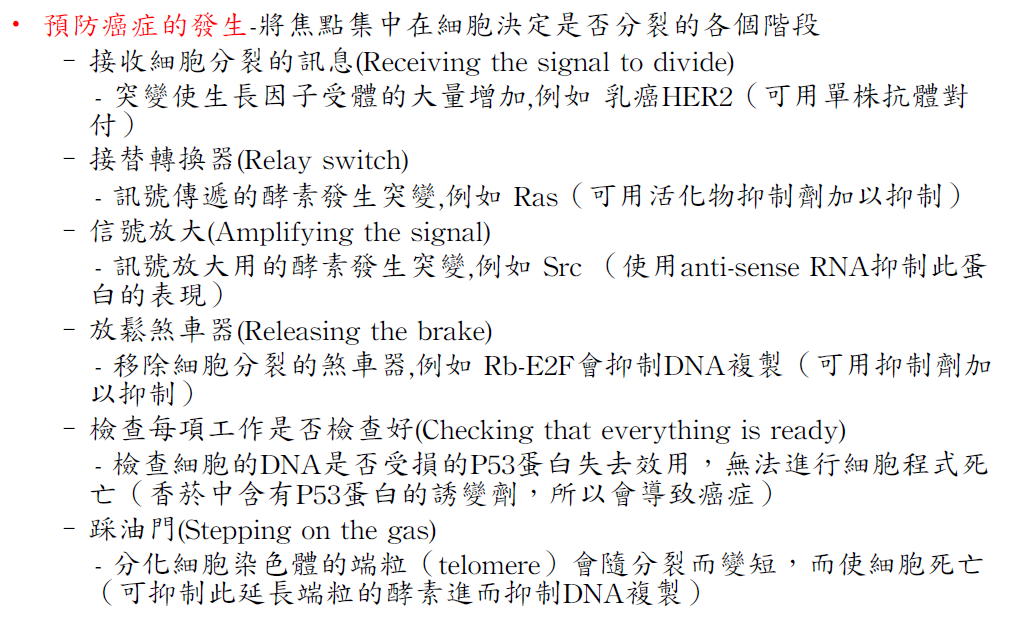 • 預防癌症的發生-將焦點集中在細胞決定是否分裂的各個階段
– 接收細胞分裂的訊息(Receiving the signal to divide)
- 突變使生長因子受體的大量增加,例如 乳癌HER2（可用單株抗體對
付）
– 接替轉換器(Relay switch)
- 訊號傳遞的酵素發生突變,例如 Ras（可用活化物抑制劑加以抑制）
– 信號放大(Amplifying the signal)
- 訊號放大用的酵素發生突變,例如 Src （使用anti-sense RNA抑制此蛋
白的表現）
– 放鬆煞車器(Releasing the brake)
- 移除細胞分裂的煞車器,例如 Rb-E2F會抑制DNA複製（可用抑制劑加
以抑制）
– 檢查每項工作是否檢查好(Checking that everything is ready)
- 檢查細胞的DNA是否受損的P53蛋白失去效用，無法進行細胞程式死
亡（香菸中含有P53蛋白的誘變劑，所以會導致癌症）
– 踩油門(Stepping on the gas)
- 分化細胞染色體的端粒（telomere）會隨分裂而變短，而使細胞死亡
（可抑制此延長端粒的酵素進而抑制DNA複製）